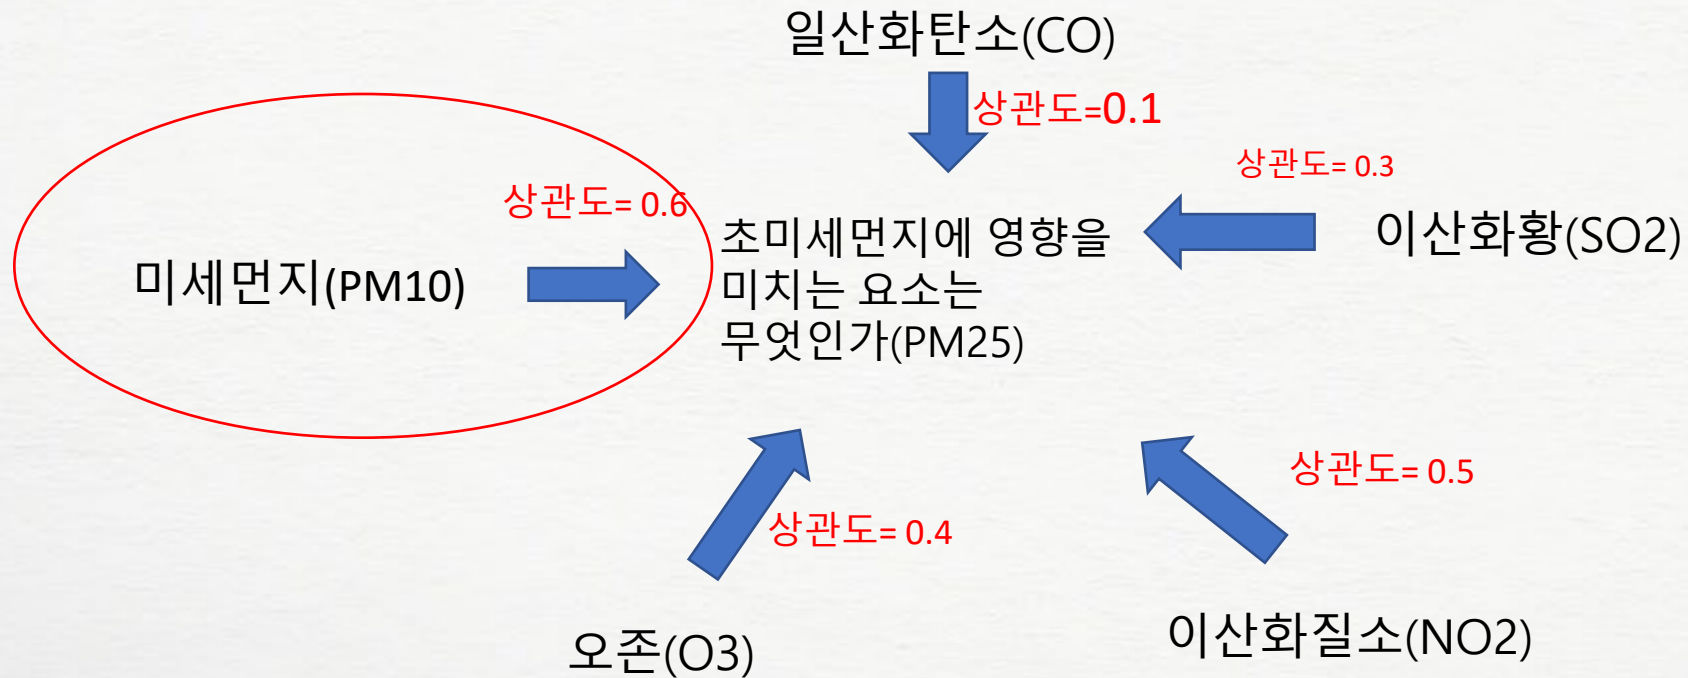 일산화탄소(CO)
상관도=0.1
상관도= 0.3
상관도= 0.6
미세먼지(PM10)
초미세먼지에 영향을
미치는 요소는
무엇인가(PM25)
이산화황(SO2)
상관도= 0.5
상관도= 0.4
오존(O3)
이산화질소(NO2)